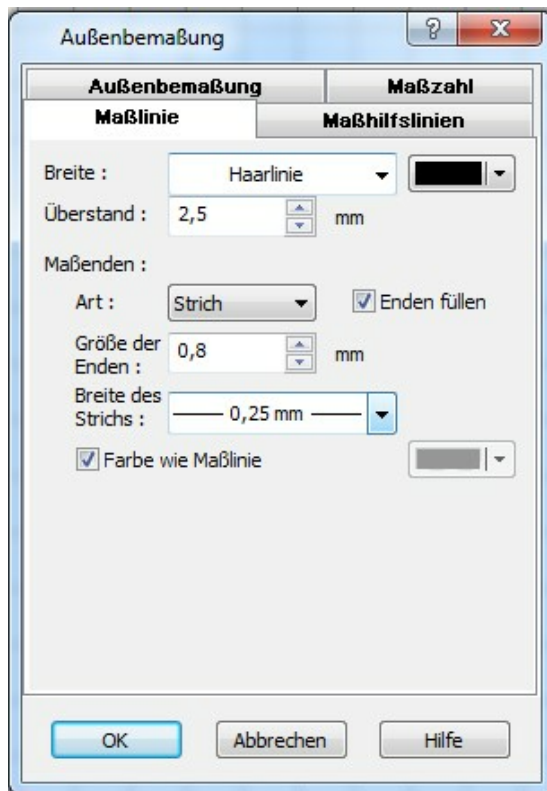 Außenbemaßung
?
Außenbemaßung Maßzahl
Maßlinie Maßhilfslinien
Breite : Haarlinie
Überstand : 2,5 mm
Maßenden :
Art : Strich Enden füllen
Größe der
Enden : 0,8 mm
Breite des
Strichs : 0,25 mm
Farbe wie Maßlinie
OK Abbrechen Hilfe